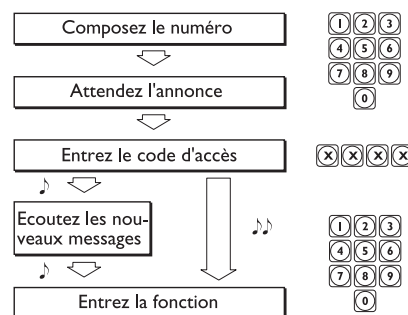 Composez le numéro
1 2 3
4 5 6
7 8 9
0
Attendez l'annonce
Entrez le code d'accès
X X X X
Ecoutez les nou-
veaux messages
1 2 3
4 5 6
7 8 9
0
Entrez la fonction